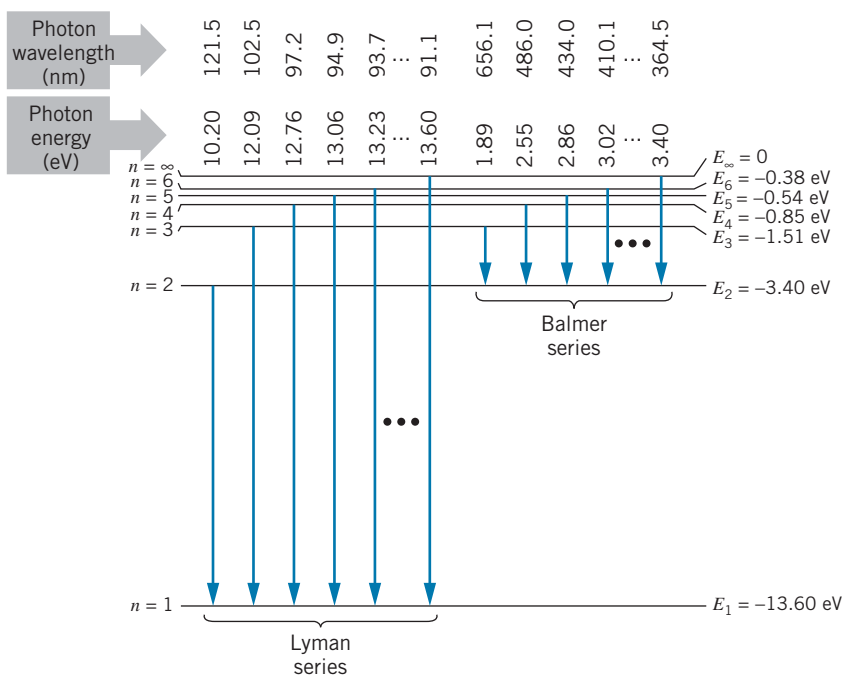 Photon
wavelength
(nm)
121.5 102.5 97.2 94.9 93.7 ... 91.1 656.1 486.0 434.0 410.1 ... 364.5
Photon
energy
(eV)
10.20 12.09 12.76 13.06 13.23 ... 13.60 1.89 2.55 2.86 3.02 ... 3.40
n = ∞ E∞ = 0
n = 6 E6 = −0.38 eV
n = 5 E5 = −0.54 eV
n = 4 E4 = −0.85 eV
n = 3 E3 = −1.51 eV
n = 2 E2 = −3.40 eV
Balmer
series
n = 1 E1 = −13.60 eV
Lyman
series